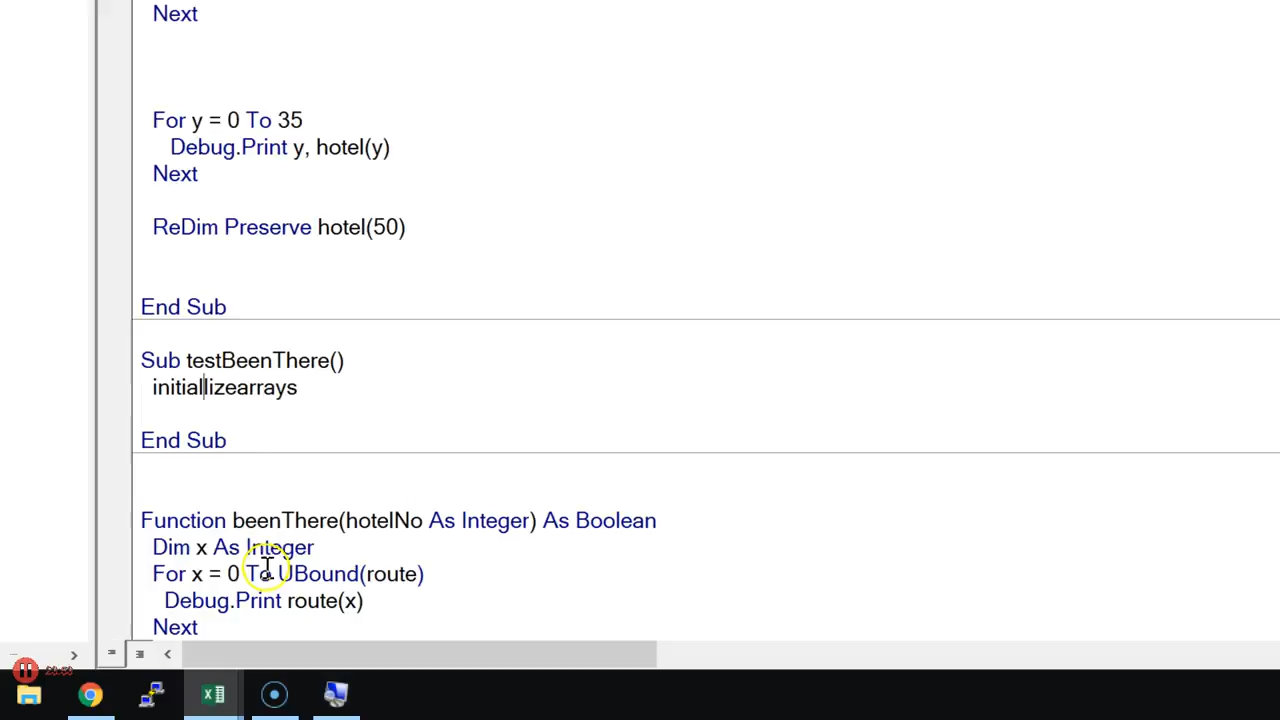 Next
For y = 0 To 35
Debug.Print y, hotel(y)
Next
ReDim Preserve hotel(50)
End Sub
Sub testBeenThere()
initiallizearrays
End Sub
Function beenThere(hotelNo As Integer) As Boolean
Dim x As Integer
For x = 0 To UBound(route)
Debug.Print route(x)
Next